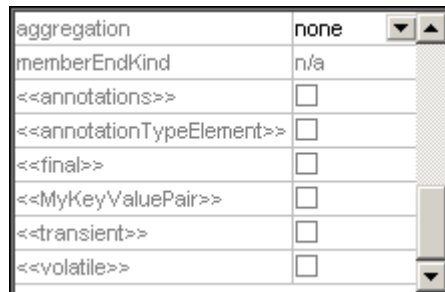 aggregation none
memberEndKind n/a
<<annotations>>
<<annotationTypeElement>>
<<final>>
<<MyKeyValuePair>>
<<transient>>
<<volatile>>